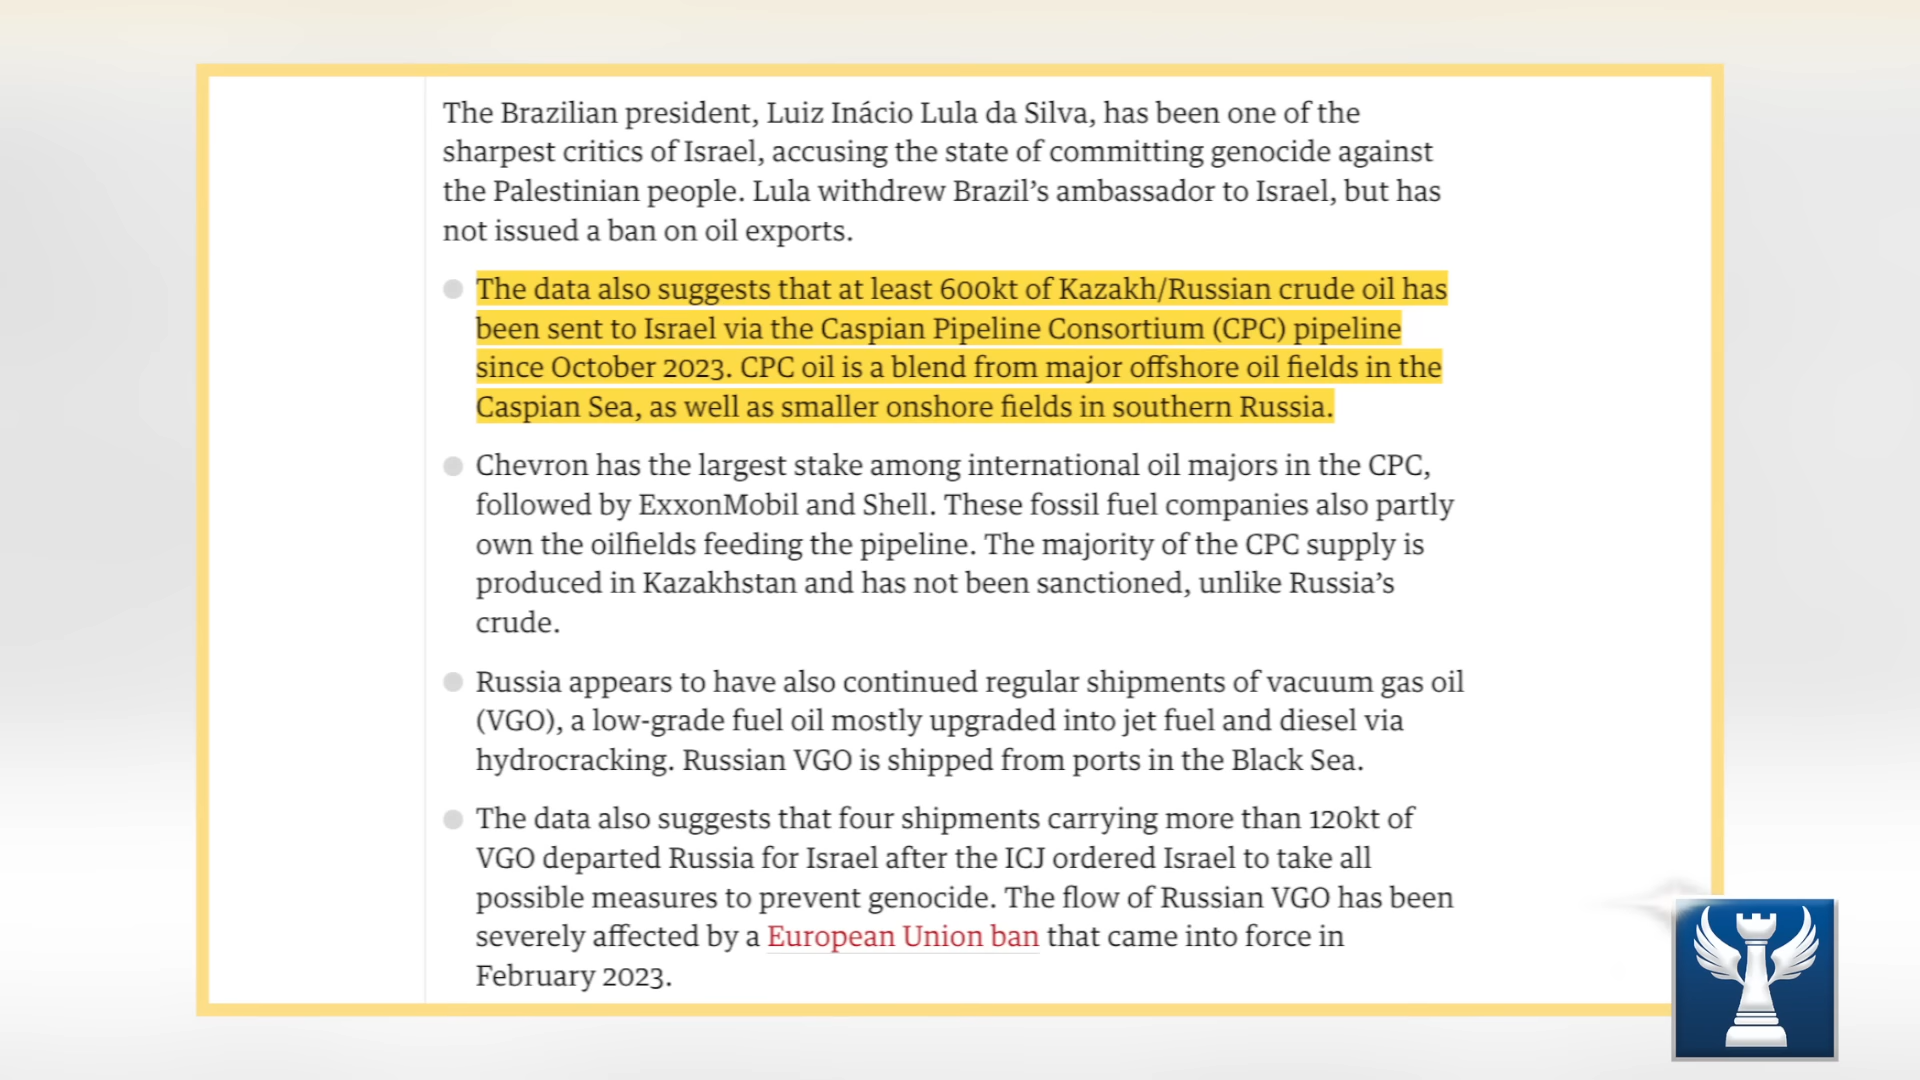 The Brazilian president, Luiz Inácio Lula da Silva, has been one of the
sharpest critics of Israel, accusing the state of committing genocide against
the Palestinian people. Lula withdrew Brazil’s ambassador to Israel, but has
not issued a ban on oil exports.
The data also suggests that at least 600kt of Kazakh/Russian crude oil has
been sent to Israel via the Caspian Pipeline Consortium (CPC) pipeline
since October 2023. CPC oil is a blend from major offshore oil fields in the
Caspian Sea, as well as smaller onshore fields in southern Russia.
Chevron has the largest stake among international oil majors in the CPC,
followed by ExxonMobil and Shell. These fossil fuel companies also partly
own the oilfields feeding the pipeline. The majority of the CPC supply is
produced in Kazakhstan and has not been sanctioned, unlike Russia’s
crude.
Russia appears to have also continued regular shipments of vacuum gas oil
(VGO), a low-grade fuel oil mostly upgraded into jet fuel and diesel via
hydrocracking. Russian VGO is shipped from ports in the Black Sea.
The data also suggests that four shipments carrying more than 120kt of
VGO departed Russia for Israel after the ICJ ordered Israel to take all
possible measures to prevent genocide. The flow of Russian VGO has been
severely affected by a European Union ban that came into force in
February 2023.